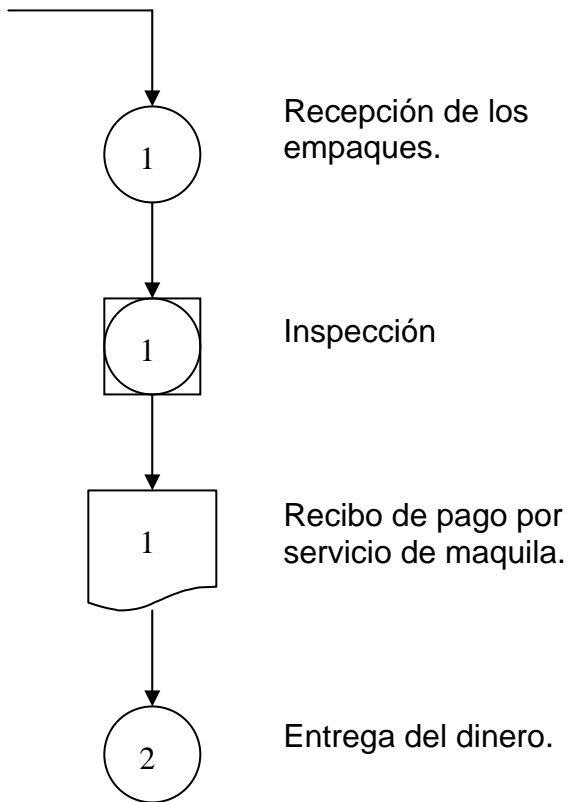 Recepción de los
empaques.
1
Inspección
1
Recibo de pago por
servicio de maquila.
1
Entrega del dinero.
2